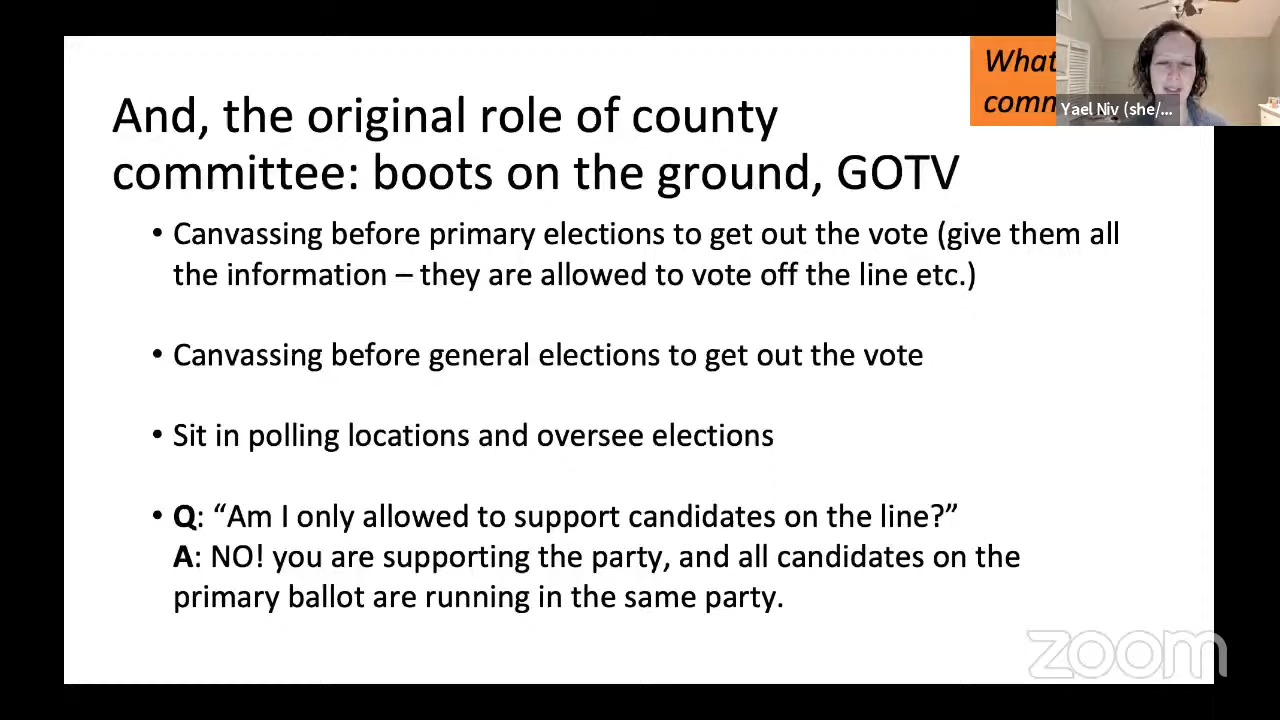 What
comm
Yael Niv (she/...
And, the original role of county
committee: boots on the ground, GOTV
• Canvassing before primary elections to get out the vote (give them all
the information – they are allowed to vote off the line etc.)
• Canvassing before general elections to get out the vote
• Sit in polling locations and oversee elections
• Q: “Am I only allowed to support candidates on the line?”
A: NO! you are supporting the party, and all candidates on the
primary ballot are running in the same party.
zoom